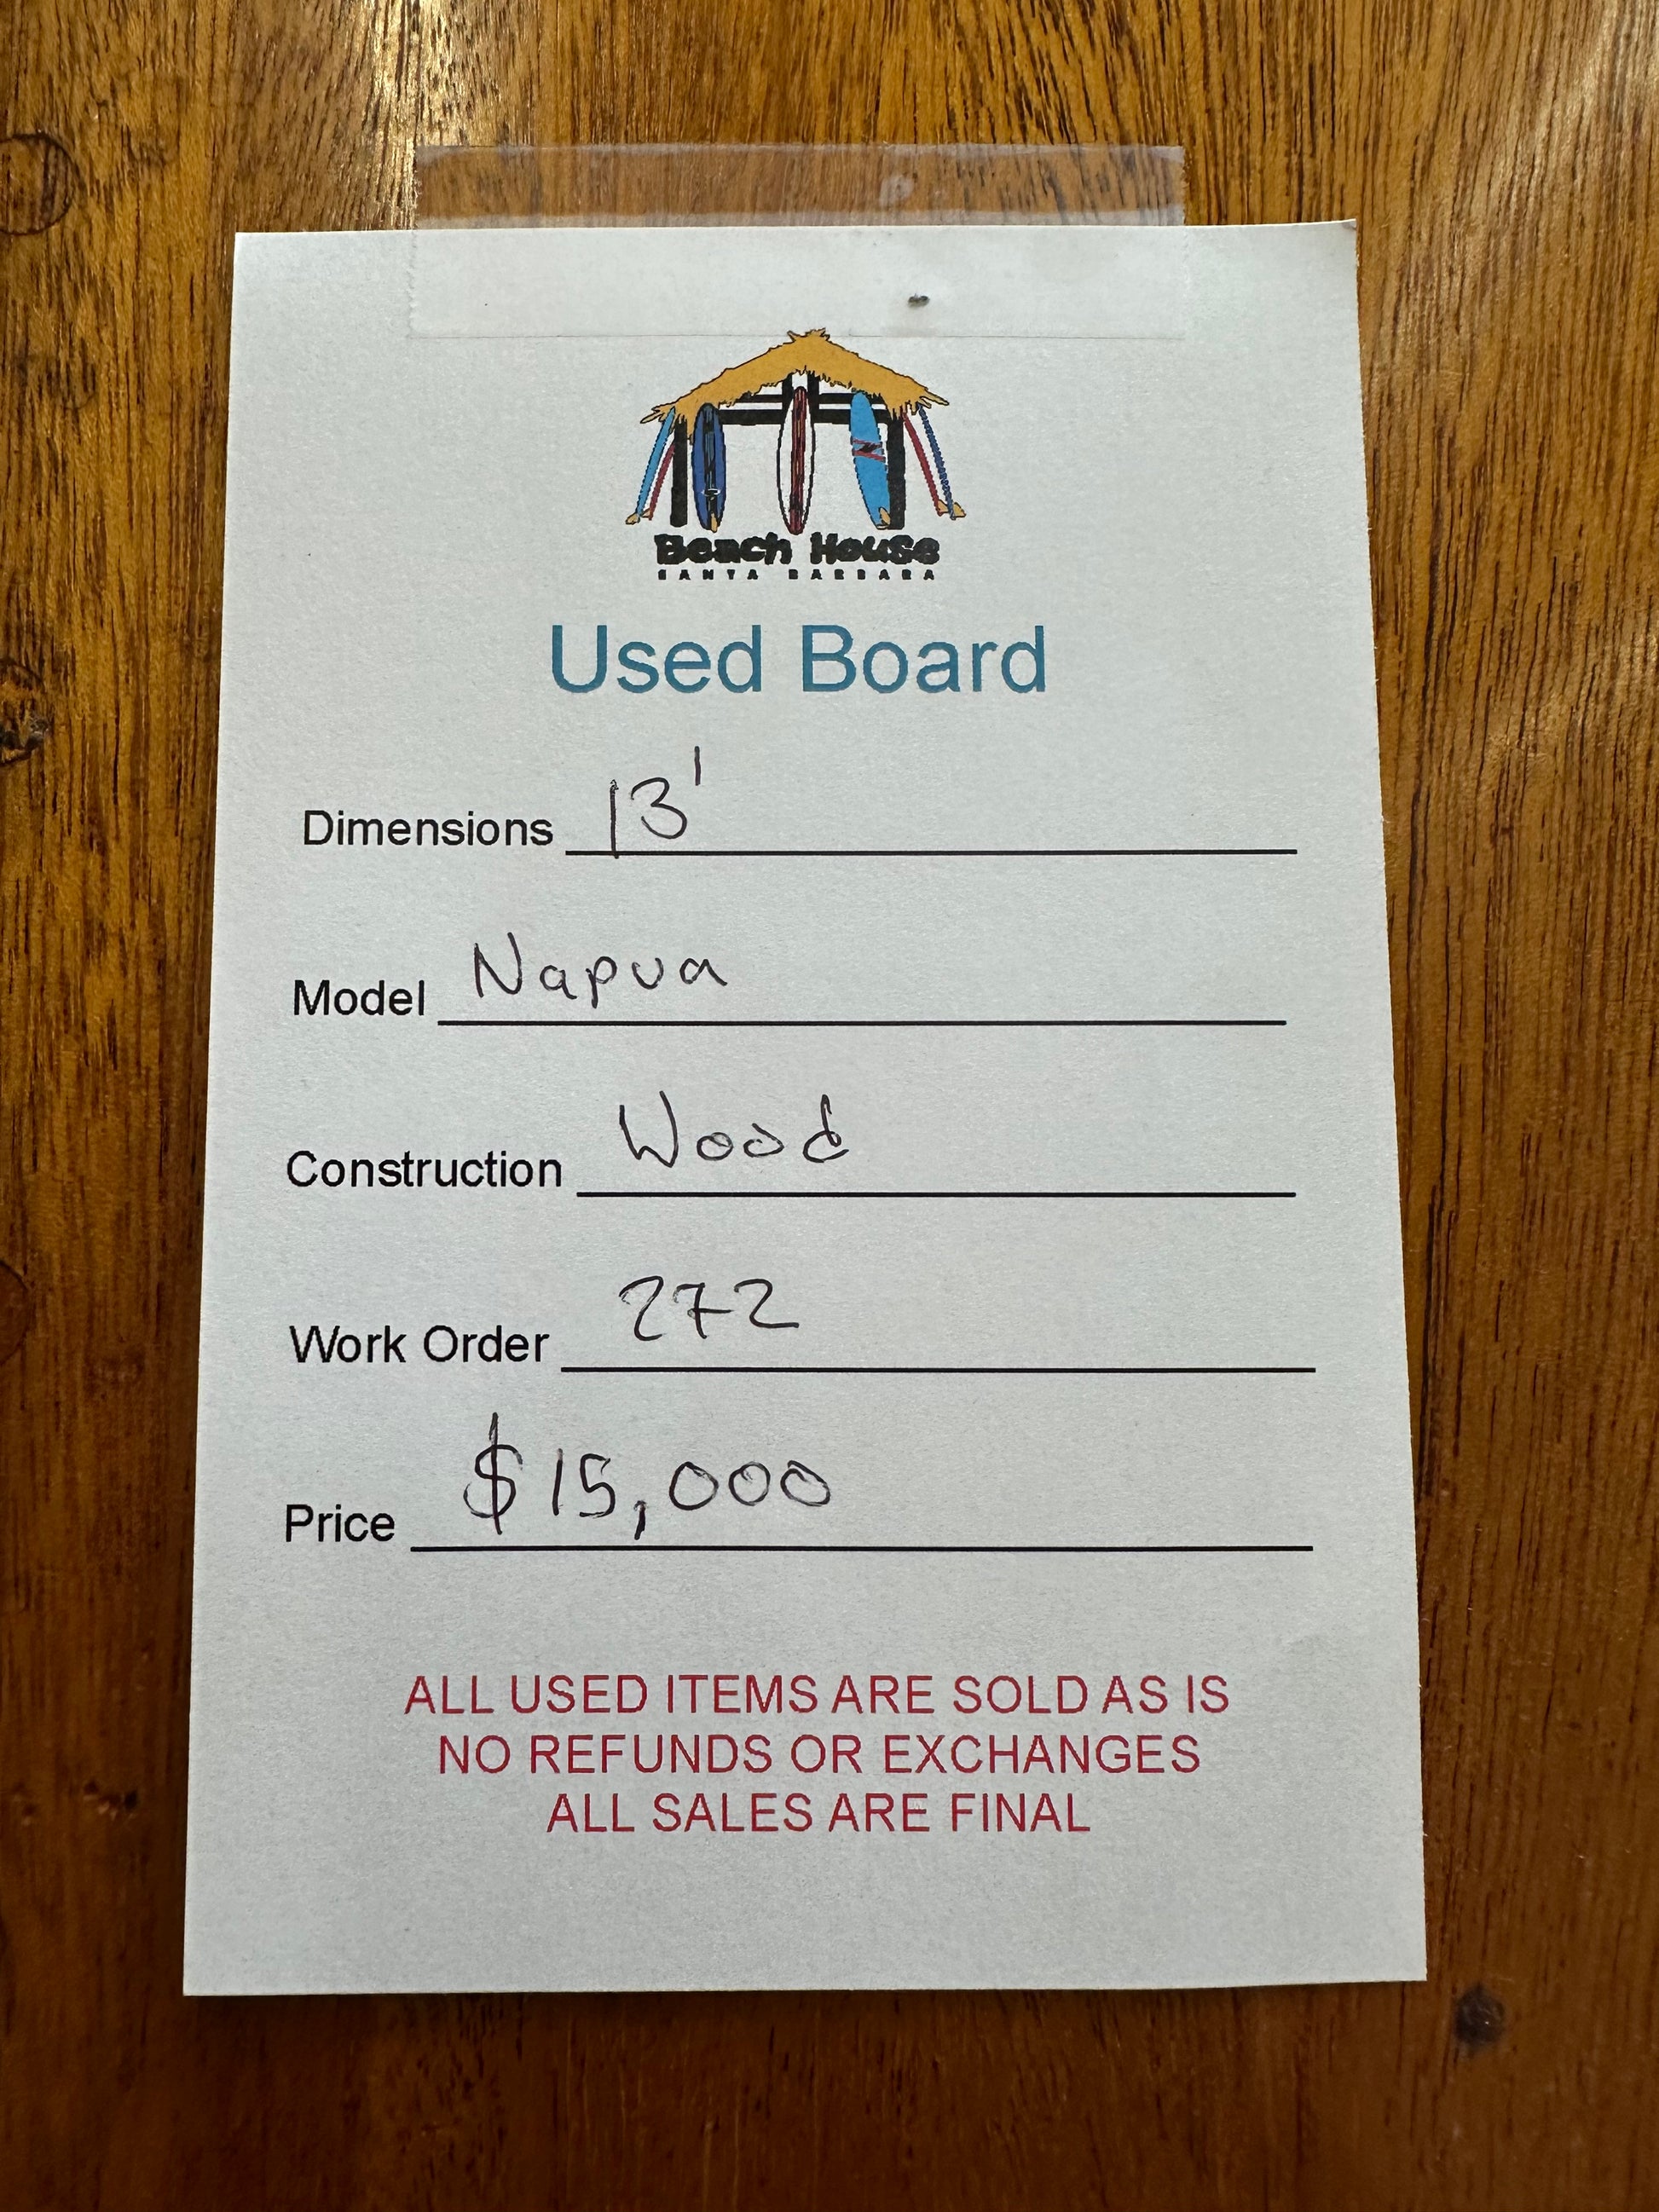 Beach House
SANTA BARBARA
Used Board
Dimensions 13'
Model Napua
Construction Wood
Work Order 272
Price $15,000
ALL USED ITEMS ARE SOLD AS IS
NO REFUNDS OR EXCHANGES
ALL SALES ARE FINAL